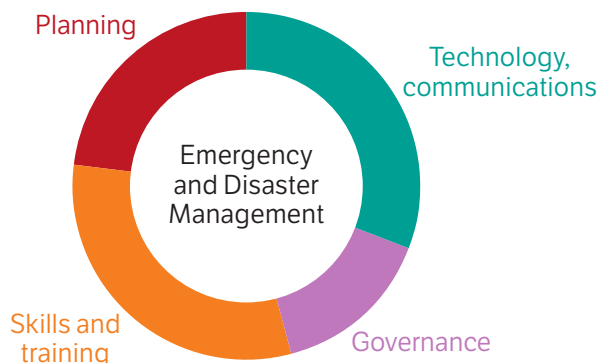 Planning
Technology,
communications
Emergency
and Disaster
Management
Skills and
training
Governance